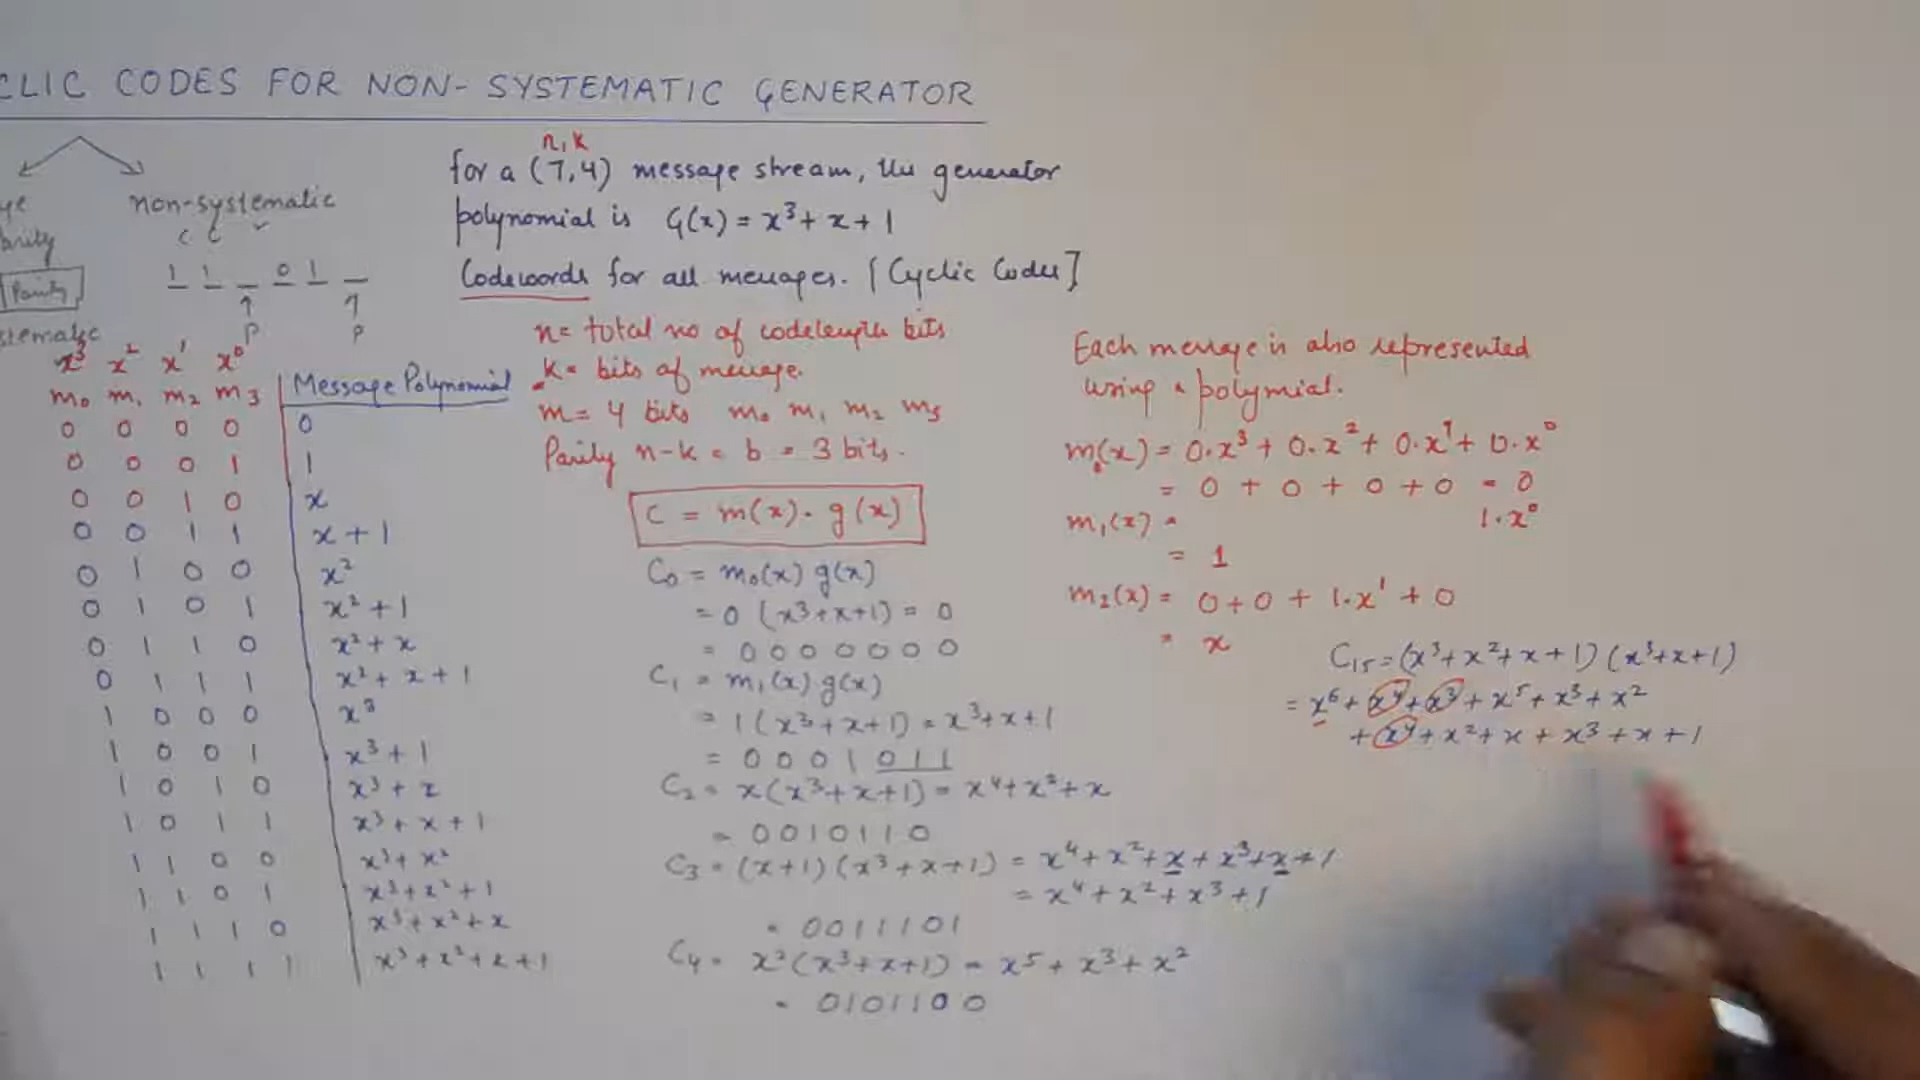 CLIC CODES FOR NON-SYSTEMATIC GENERATOR
non-systematic
arity
Parity
c c
1 1 _ 0 1 _
P P
stematic
for a (7,4) message stream, the generator
n,k
polynomial is G(x) = x³ + x + 1
Codewords for all messages. [Cyclic Codes]
x³ x² x¹ x⁰
m₀ m₁ m₂ m₃ Message Polynomial
0 0 0 0 0
0 0 0 1 1
0 0 1 0 x
0 0 1 1 x + 1
0 1 0 0 x²
0 1 0 1 x² + 1
0 1 1 0 x² + x
0 1 1 1 x² + x + 1
1 0 0 0 x³
1 0 0 1 x³ + 1
1 0 1 0 x³ + x
1 0 1 1 x³ + x + 1
1 1 0 0 x³ + x²
1 1 0 1 x³ + x² + 1
1 1 1 0 x³ + x² + x
1 1 1 1 x³ + x² + x + 1
n = total no of codelength bits
k = bits of message.
m = 4 bits m₀ m₁ m₂ m₃
Parity n-k = b = 3 bits.
C = m(x) · g(x)
C₀ = m₀(x) g(x)
= 0 (x³+x+1) = 0
= 0 0 0 0 0 0 0
C₁ = m₁(x) g(x)
= 1 (x³+x+1) = x³+x+1
= 0 0 0 1 0 1 1
C₂ = x(x³+x+1) = x⁴+x²+x
= 0 0 1 0 1 1 0
C₃ = (x+1)(x³+x+1) = x⁴+x²+x+x³+x+1
= x⁴+x²+x³+1
= 0011101
C₄ = x²(x³+x+1) = x⁵+x³+x²
= 0101100
Each message is also represented
using a polymial.
m₀(x) = 0.x³ + 0.x² + 0.x¹ + 0.x⁰
= 0 + 0 + 0 + 0 = 0
m₁(x) = 1.x⁰
= 1
m₂(x) = 0+0 + 1.x¹ + 0
= x
C₁₅ = (x³+x²+x+1)(x³+x+1)
= x⁶+x⁴+x³+x⁵+x³+x²
+x⁴+x²+x+x³+x+1